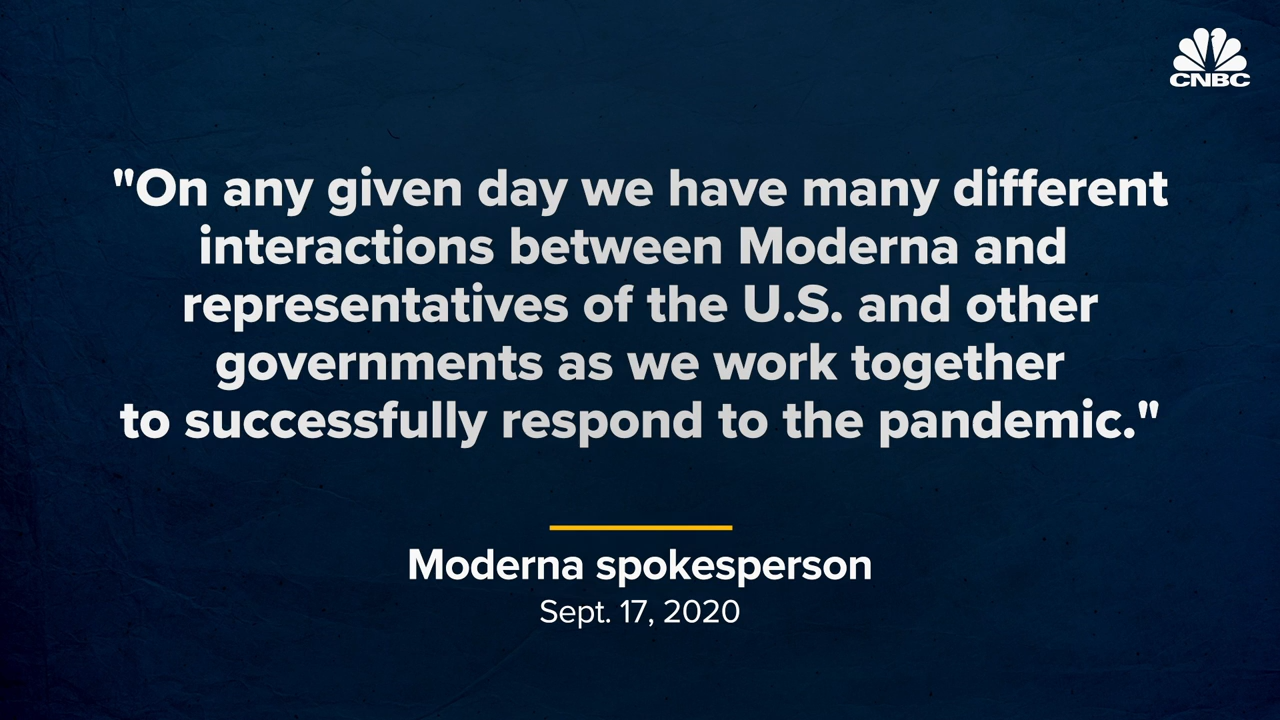 CNBC
"On any given day we have many different
interactions between Moderna and
representatives of the U.S. and other
governments as we work together
to successfully respond to the pandemic."
Moderna spokesperson
Sept. 17, 2020